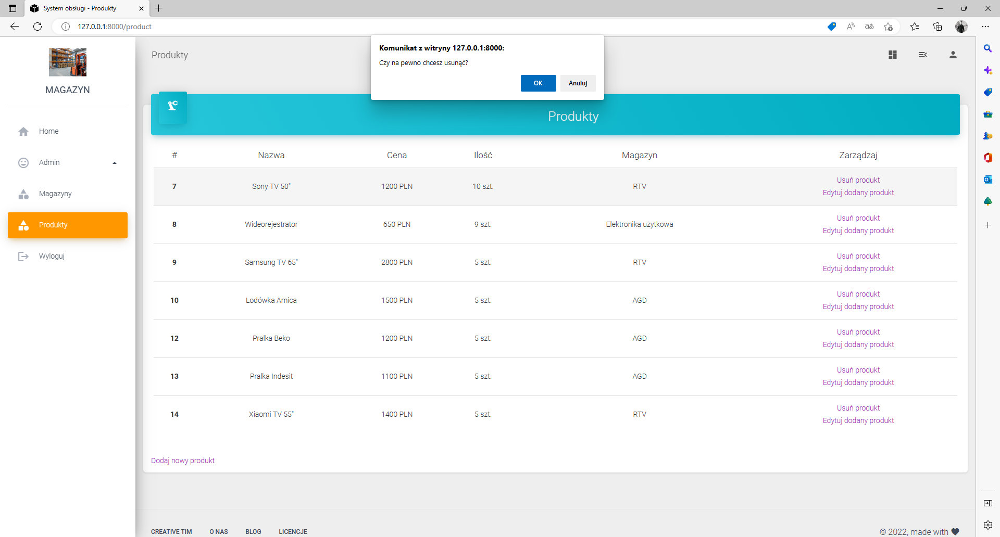 System obsługi - Produkty
127.0.0.1:8000/product
Komunikat z witryny 127.0.0.1:8000:
Czy na pewno chcesz usunąć?
OK Anuluj
MAGAZYN
Home
Admin
Magazyny
Produkty
Wyloguj
Produkty
Produkty
# Nazwa Cena Ilość Magazyn Zarządzaj
7 Sony TV 50" 1200 PLN 10 szt. RTV Usuń produkt
Edytuj dodany produkt
8 Wideorejestrator 650 PLN 9 szt. Elektronika użytkowa Usuń produkt
Edytuj dodany produkt
9 Samsung TV 65" 2800 PLN 5 szt. RTV Usuń produkt
Edytuj dodany produkt
10 Lodówka Amica 1500 PLN 5 szt. AGD Usuń produkt
Edytuj dodany produkt
12 Pralka Beko 1200 PLN 5 szt. AGD Usuń produkt
Edytuj dodany produkt
13 Pralka Indesit 1100 PLN 5 szt. AGD Usuń produkt
Edytuj dodany produkt
14 Xiaomi TV 55" 1400 PLN 5 szt. RTV Usuń produkt
Edytuj dodany produkt
Dodaj nowy produkt
CREATIVE TIM O NAS BLOG LICENCJE
© 2022, made with